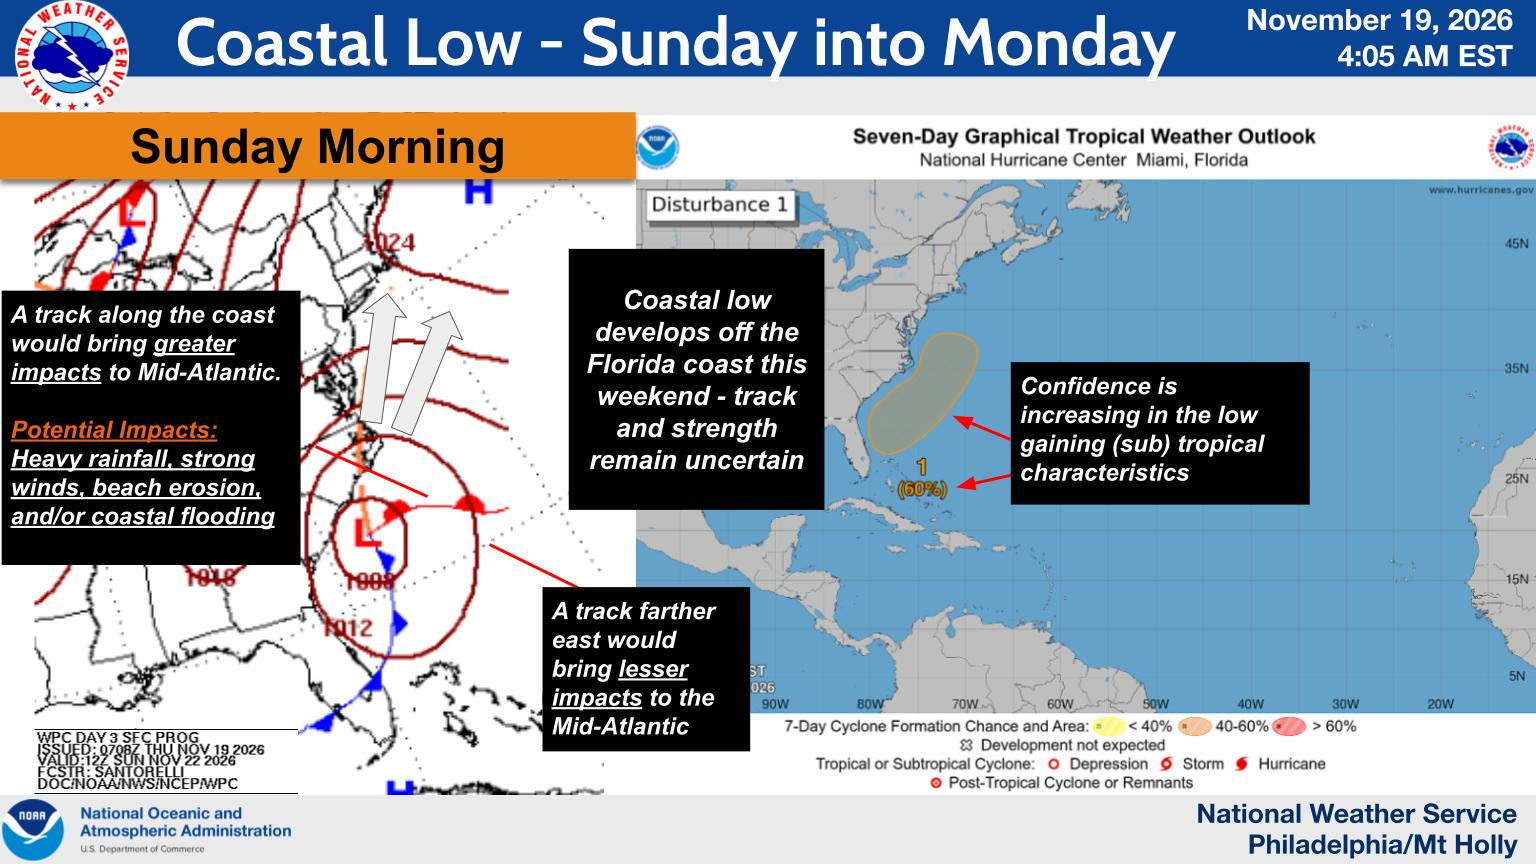 NATIONAL WEATHER SERVICE
Coastal Low - Sunday into Monday
November 19, 2026
4:05 AM EST
Sunday Morning
H
L
1024
A track along the coast
would bring greater
impacts to Mid-Atlantic.
Potential Impacts:
Heavy rainfall, strong
winds, beach erosion,
and/or coastal flooding
L
1016
1008
1012
H
WPC DAY 3 SFC PROG
ISSUED: 0708Z THU NOV 19 2026
VALID:12Z SUN NOV 22 2026
FCSTR: SANTORELLI
DOC/NOAA/NWS/NCEP/WPC
A track farther
east would
bring lesser
impacts to the
Mid-Atlantic
NOAA
Seven-Day Graphical Tropical Weather Outlook
National Hurricane Center Miami, Florida
www.hurricanes.gov
Disturbance 1
Coastal low
develops off the
Florida coast this
weekend - track
and strength
remain uncertain
Confidence is
increasing in the low
gaining (sub) tropical
characteristics
1
(60%)
45N
35N
25N
15N
5N
ST
026
90W 80W 70W 60W 50W 40W 30W 20W
7-Day Cyclone Formation Chance and Area: < 40% 40-60% > 60%
Development not expected
Tropical or Subtropical Cyclone: Depression Storm Hurricane
Post-Tropical Cyclone or Remnants
NOAA
National Oceanic and
Atmospheric Administration
U.S. Department of Commerce
National Weather Service
Philadelphia/Mt Holly